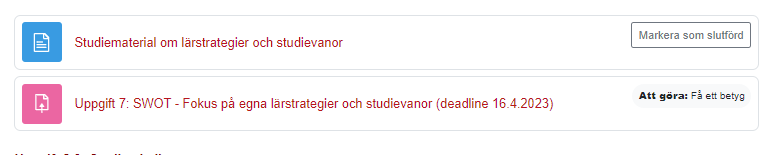 Studiematerial om lärstrategier och studievanor
Markera som slutförd
Uppgift 7: SWOT - Fokus på egna lärstrategier och studievanor (deadline 16.4.2023)
Att göra: Få ett betyg